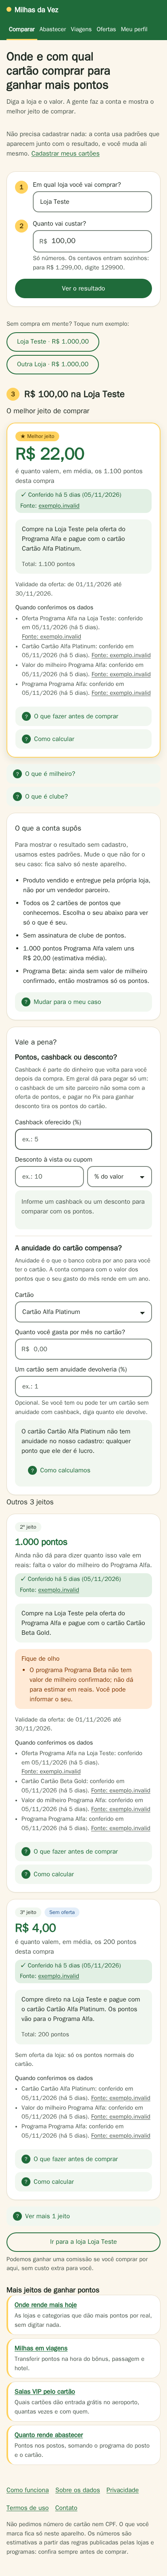 Milhas da Vez
Comprar Abastecer Viagens Ofertas Meu perfil
Onde e com qual
cartão comprar para
ganhar mais pontos
Diga a loja e o valor. A gente faz a conta e mostra o
melhor jeito de comprar.
Não precisa cadastrar nada: a conta usa padrões que
aparecem junto com o resultado, e você muda ali
mesmo. Cadastrar meus cartões
1 Em qual loja você vai comprar?
Loja Teste
2 Quanto vai custar?
R$ 100,00
Só números. Os centavos entram sozinhos:
para R$ 1.299,00, digite 129900.
Ver o resultado
Sem compra em mente? Toque num exemplo:
Loja Teste · R$ 1.000,00
Outra Loja · R$ 1.000,00
3 R$ 100,00 na Loja Teste
O melhor jeito de comprar
★ Melhor jeito
R$ 22,00
é quanto valem, em média, os 1.100 pontos
desta compra
✓ Conferido há 5 dias (05/11/2026)
Fonte: exemplo.invalid
Compre na Loja Teste pela oferta do
Programa Alfa e pague com o cartão
Cartão Alfa Platinum.
Total: 1.100 pontos
Validade da oferta: de 01/11/2026 até
30/11/2026.
Quando conferimos os dados
• Oferta Programa Alfa na Loja Teste: conferido
em 05/11/2026 (há 5 dias).
Fonte: exemplo.invalid
• Cartão Cartão Alfa Platinum: conferido em
05/11/2026 (há 5 dias). Fonte: exemplo.invalid
• Valor do milheiro Programa Alfa: conferido em
05/11/2026 (há 5 dias). Fonte: exemplo.invalid
• Programa Programa Alfa: conferido em
05/11/2026 (há 5 dias). Fonte: exemplo.invalid
? O que fazer antes de comprar
? Como calcular
? O que é milheiro?
? O que é clube?
O que a conta supôs
Para mostrar o resultado sem cadastro,
usamos estes padrões. Mude o que não for o
seu caso: fica salvo só neste aparelho.
• Produto vendido e entregue pela própria loja,
não por um vendedor parceiro.
• Todos os 2 cartões de pontos que
conhecemos. Escolha o seu abaixo para ver
só o que é seu.
• Sem assinatura de clube de pontos.
• 1.000 pontos Programa Alfa valem uns
R$ 20,00 (estimativa média).
• Programa Beta: ainda sem valor de milheiro
confirmado, então mostramos só os pontos.
? Mudar para o meu caso
Vale a pena?
Pontos, cashback ou desconto?
Cashback é parte do dinheiro que volta para você
depois da compra. Em geral dá para pegar só um:
o cashback de um site parceiro não soma com a
oferta de pontos, e pagar no Pix para ganhar
desconto tira os pontos do cartão.
Cashback oferecido (%)
ex.: 5
Desconto à vista ou cupom
ex.: 10
% do valor
Informe um cashback ou um desconto para
comparar com os pontos.
A anuidade do cartão compensa?
Anuidade é o que o banco cobra por ano para você
ter o cartão. A conta compara com o valor dos
pontos que o seu gasto do mês rende em um ano.
Cartão
Cartão Alfa Platinum
Quanto você gasta por mês no cartão?
R$ 0,00
Um cartão sem anuidade devolveria (%)
ex.: 1
Opcional. Se você tem ou pode ter um cartão sem
anuidade com cashback, diga quanto ele devolve.
O cartão Cartão Alfa Platinum não tem
anuidade no nosso cadastro: qualquer
ponto que ele der é lucro.
? Como calculamos
Outros 3 jeitos
2º jeito
1.000 pontos
Ainda não dá para dizer quanto isso vale em
reais: falta o valor do milheiro do Programa Alfa.
✓ Conferido há 5 dias (05/11/2026)
Fonte: exemplo.invalid
Compre na Loja Teste pela oferta do
Programa Alfa e pague com o cartão Cartão
Beta Gold.
Fique de olho
• O programa Programa Beta não tem
valor de milheiro confirmado; não dá
para estimar em reais. Você pode
informar o seu.
Validade da oferta: de 01/11/2026 até
30/11/2026.
Quando conferimos os dados
• Oferta Programa Alfa na Loja Teste: conferido
em 05/11/2026 (há 5 dias).
Fonte: exemplo.invalid
• Cartão Cartão Beta Gold: conferido em
05/11/2026 (há 5 dias). Fonte: exemplo.invalid
• Valor do milheiro Programa Alfa: conferido em
05/11/2026 (há 5 dias). Fonte: exemplo.invalid
• Programa Programa Alfa: conferido em
05/11/2026 (há 5 dias). Fonte: exemplo.invalid
? O que fazer antes de comprar
? Como calcular
3º jeito Sem oferta
R$ 4,00
é quanto valem, em média, os 200 pontos
desta compra
✓ Conferido há 5 dias (05/11/2026)
Fonte: exemplo.invalid
Compre direto na Loja Teste e pague com
o cartão Cartão Alfa Platinum. Os pontos
vão para o Programa Alfa.
Total: 200 pontos
Sem oferta da loja: só os pontos normais do
cartão.
Quando conferimos os dados
• Cartão Cartão Alfa Platinum: conferido em
05/11/2026 (há 5 dias). Fonte: exemplo.invalid
• Valor do milheiro Programa Alfa: conferido em
05/11/2026 (há 5 dias). Fonte: exemplo.invalid
• Programa Programa Alfa: conferido em
05/11/2026 (há 5 dias). Fonte: exemplo.invalid
? O que fazer antes de comprar
? Como calcular
? Ver mais 1 jeito
Ir para a loja Loja Teste
Podemos ganhar uma comissão se você comprar por
aqui, sem custo extra para você.
Mais jeitos de ganhar pontos
Onde rende mais hoje
As lojas e categorias que dão mais pontos por real,
sem digitar nada.
Milhas em viagens
Transferir pontos na hora do bônus, passagem e
hotel.
Salas VIP pelo cartão
Quais cartões dão entrada grátis no aeroporto,
quantas vezes e com quem.
Quanto rende abastecer
Pontos nos postos, somando o programa do posto
e o cartão.
Como funciona Sobre os dados Privacidade
Termos de uso Contato
Não pedimos número de cartão nem CPF. O que você
marca fica só neste aparelho. Os números são
estimativas a partir das regras publicadas pelas lojas e
programas: confira sempre antes de comprar.